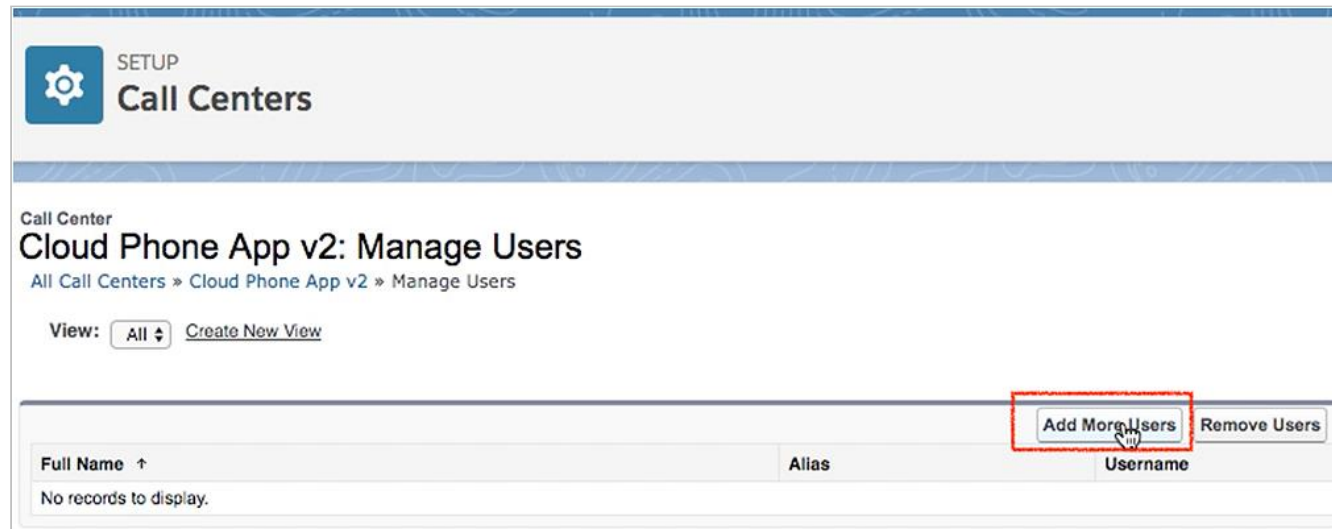 SETUP
Call Centers
Call Center
Cloud Phone App v2: Manage Users
All Call Centers » Cloud Phone App v2 » Manage Users
View: All Create New View
Add More Users Remove Users
Full Name ↑ Alias Username
No records to display.